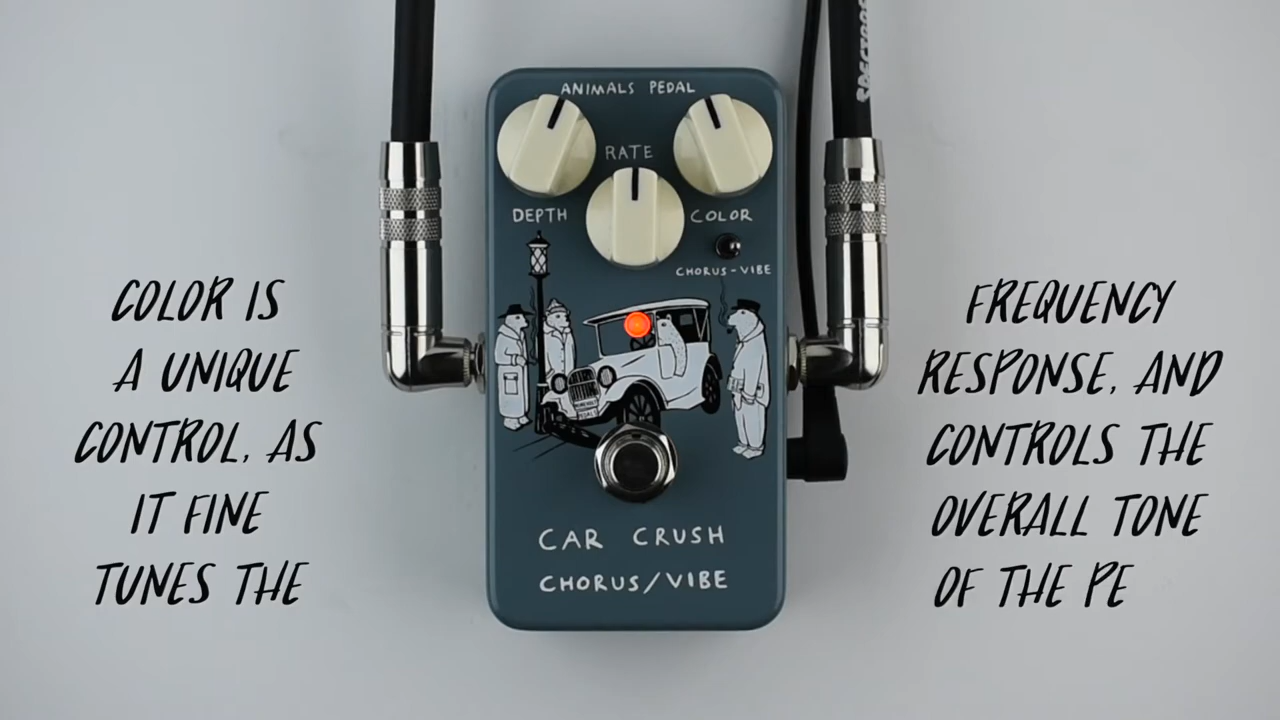 ANIMALS PEDAL
RATE
DEPTH
COLOR
CHORUS-VIBE
CAR CRUSH
CHORUS/VIBE
COLOR IS
A UNIQUE
CONTROL, AS
IT FINE
TUNES THE
FREQUENCY
RESPONSE, AND
CONTROLS THE
OVERALL TONE
OF THE PE